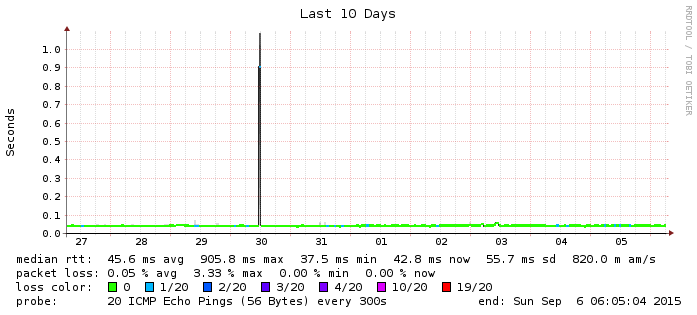 Last 10 Days
RRDTOOL / TOBI OETIKER
Seconds
1.0
0.9
0.8
0.7
0.6
0.5
0.4
0.3
0.2
0.1
0.0
27 28 29 30 31 01 02 03 04 05
median rtt: 45.6 ms avg 905.8 ms max 37.5 ms min 42.8 ms now 55.7 ms sd 820.0 m am/s
packet loss: 0.05 % avg 3.33 % max 0.00 % min 0.00 % now
loss color: 0 1/20 2/20 3/20 4/20 10/20 19/20
probe: 20 ICMP Echo Pings (56 Bytes) every 300s end: Sun Sep 6 06:05:04 2015